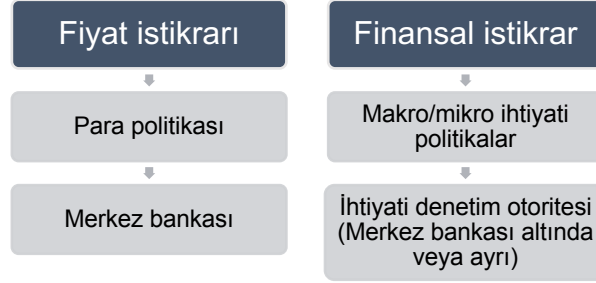 Fiyat istikrarı
Para politikası
Merkez bankası
Finansal istikrar
Makro/mikro ihtiyati
politikalar
İhtiyati denetim otoritesi
(Merkez bankası altında
veya ayrı)